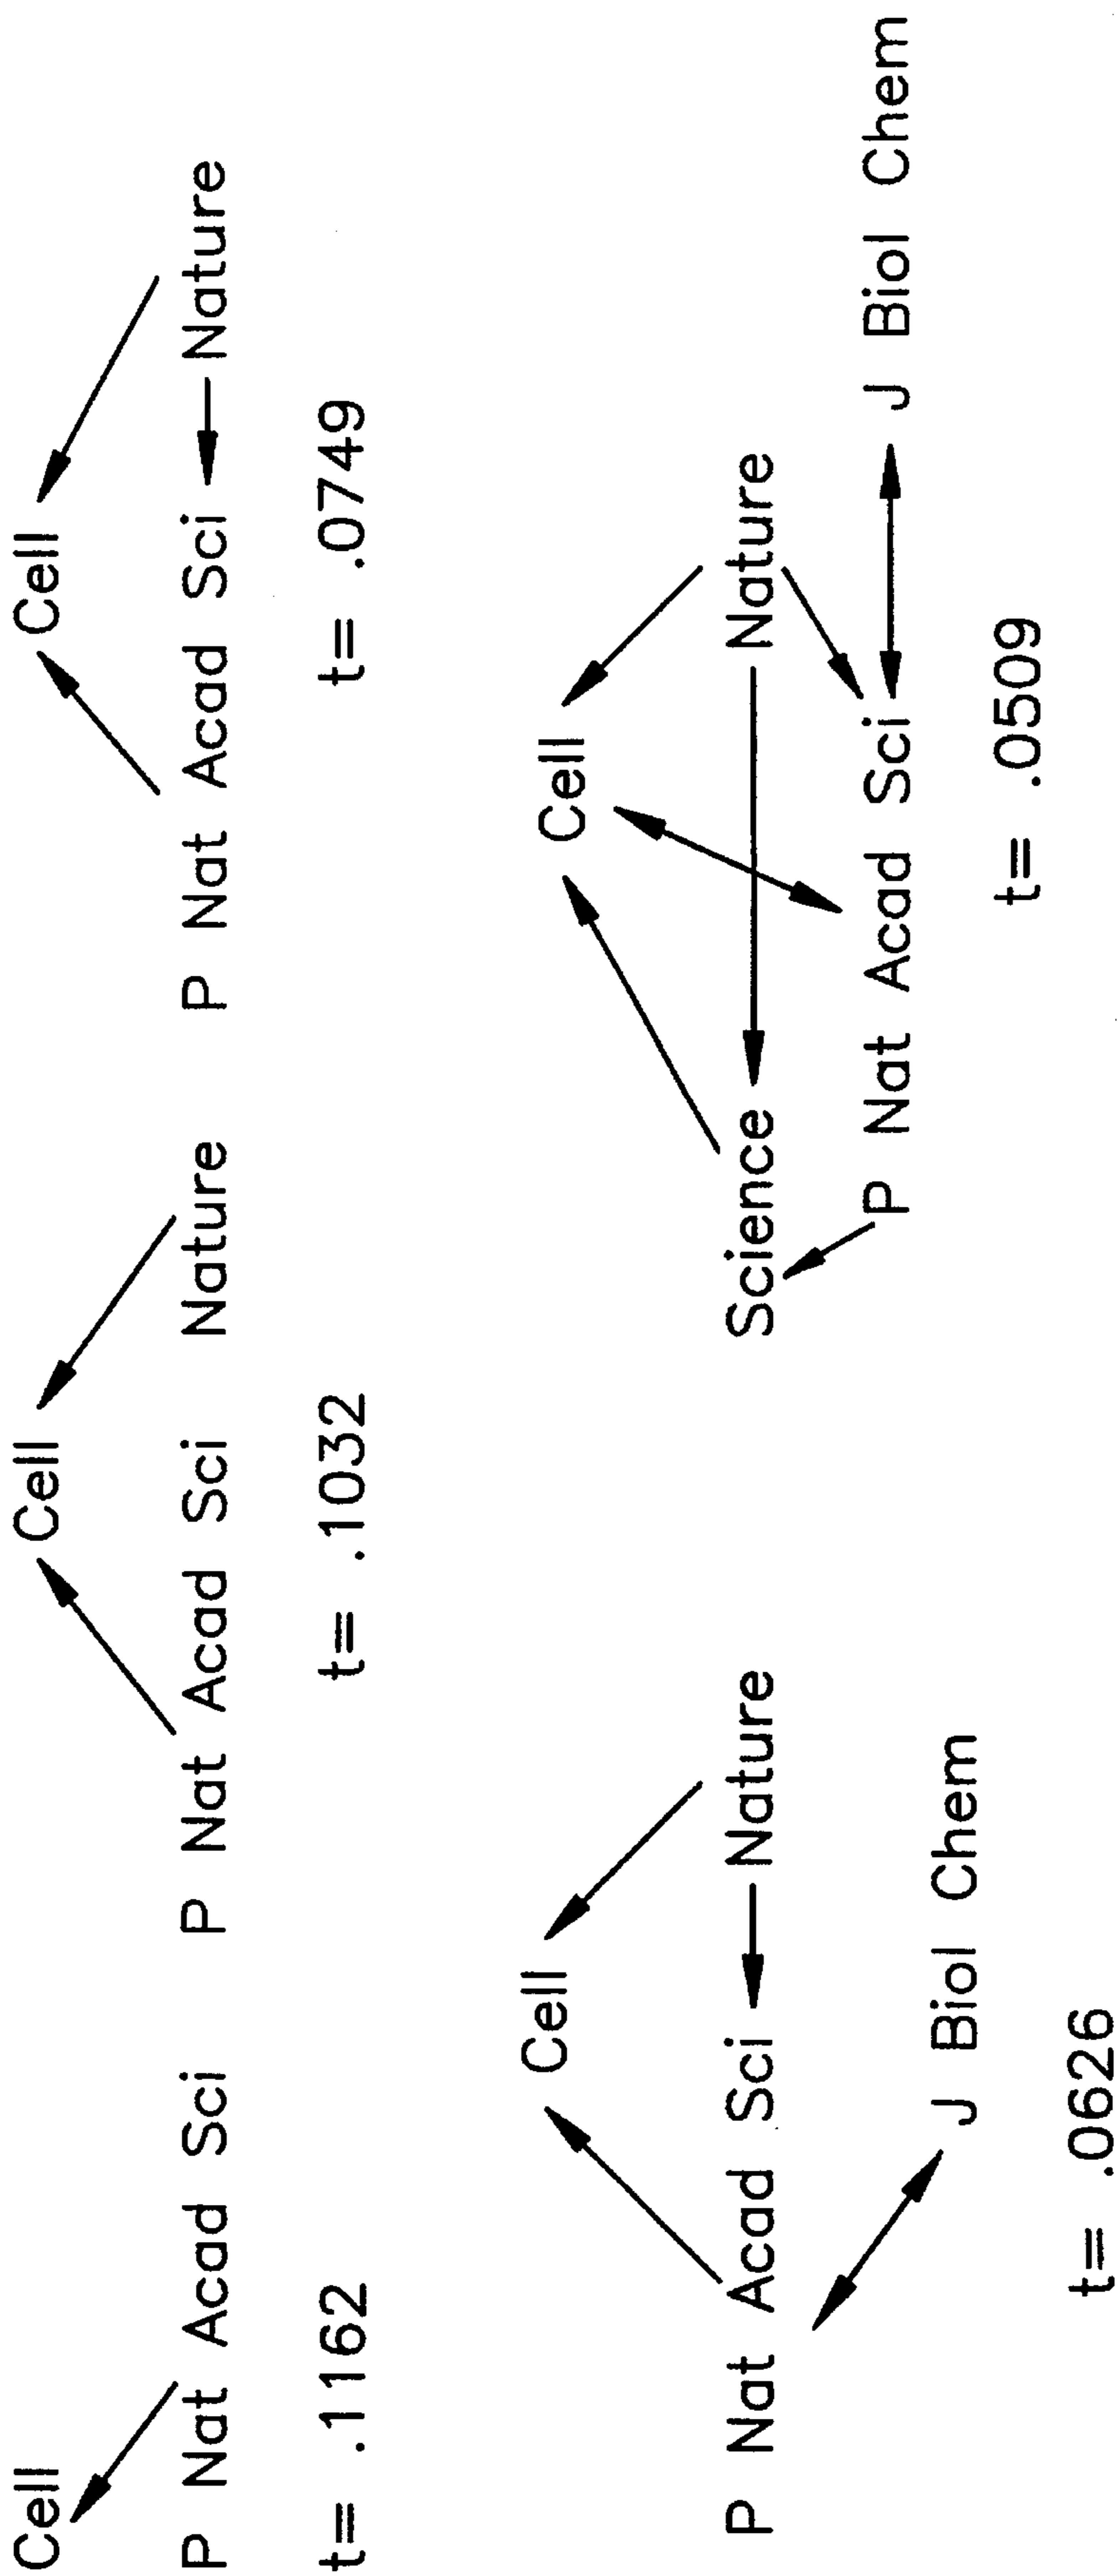 Cell
P Nat Acad Sci
t= .1162
Cell
P Nat Acad Sci Nature
t= .1032
Cell
P Nat Acad Sci Nature
t= .0749
Cell
P Nat Acad Sci Nature
J Biol Chem
t= .0626
Cell
Science Nature
P Nat Acad Sci J Biol Chem
t= .0509